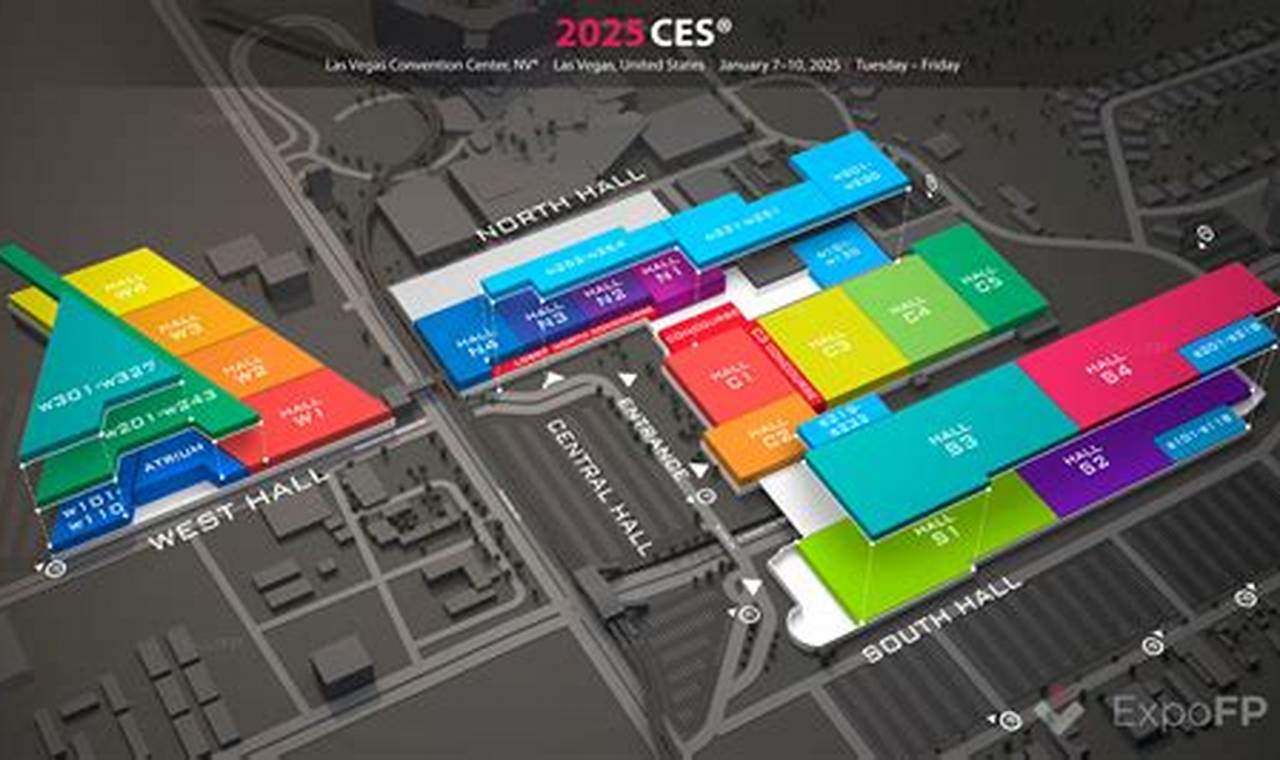 2025 CES®
Las Vegas Convention Center, NV* Las Vegas, United States January 7–10, 2025 Tuesday – Friday
NORTH HALL
HALL
W4
HALL
W3
HALL
W2
HALL
W1
W301-W327
W201-W243
ATRIUM
W101-
W110
WEST HALL
HALL
N4
HALL
N3
HALL
N2
HALL
N1
HALL
C1
HALL
C2
HALL
C3
HALL
C4
HALL
C5
ENTRANCE
CENTRAL HALL
HALL
S1
HALL
S2
HALL
S3
HALL
S4
SOUTH HALL
ExpoFP